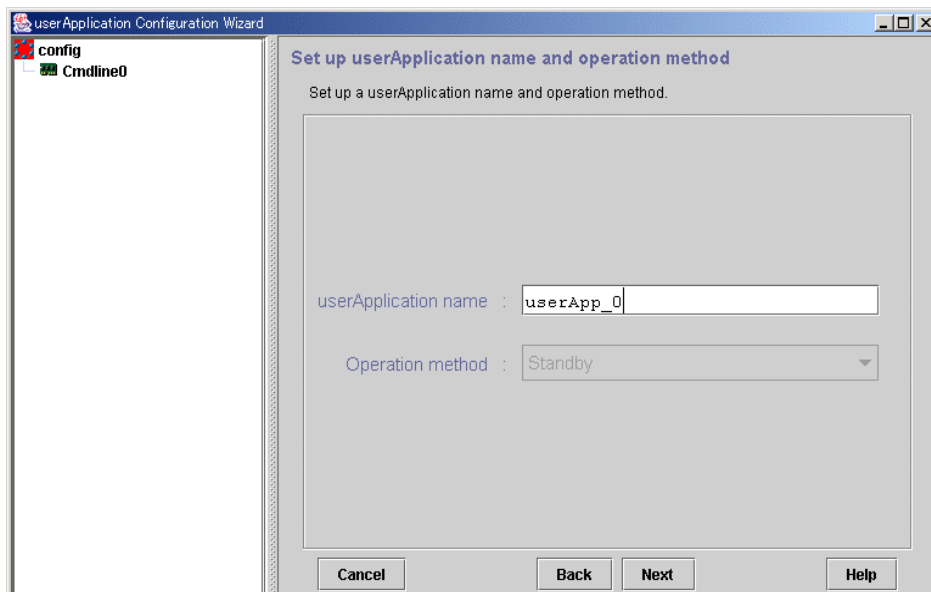 userApplication Configuration Wizard
config
Cmdline0
Set up userApplication name and operation method
Set up a userApplication name and operation method.
userApplication name :
userApp_0
Operation method :
Standby
Cancel
Back
Next
Help